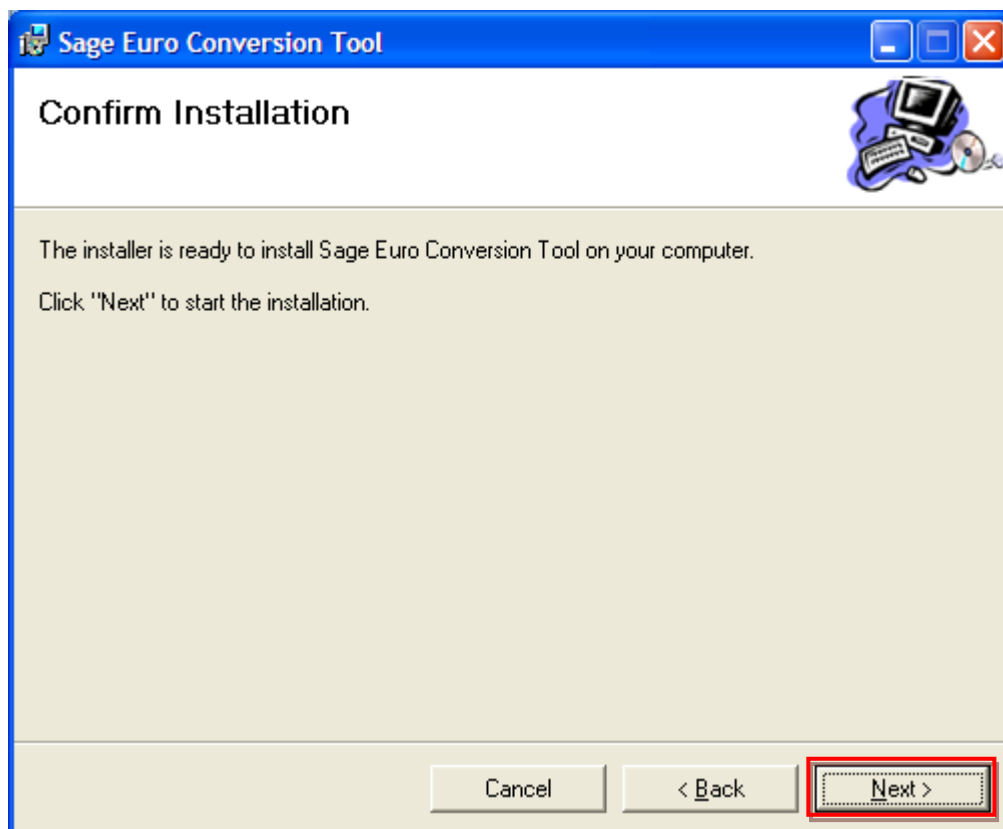 Sage Euro Conversion Tool
Confirm Installation
The installer is ready to install Sage Euro Conversion Tool on your computer.
Click "Next" to start the installation.
Cancel
< Back
Next >